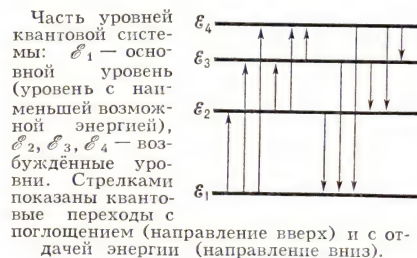 Часть уровней
квантовой систе-
мы: ℰ₁ — осно-
вной уровень
(уровень с наи-
меньшей возмож-
ной энергией),
ℰ₂, ℰ₃, ℰ₄ — воз-
буждённые уро-
вни. Стрелками
показаны кванто-
вые переходы с
поглощением (направление вверх) и с от-
дачей энергии (направление вниз).
ℰ₄
ℰ₃
ℰ₂
ℰ₁